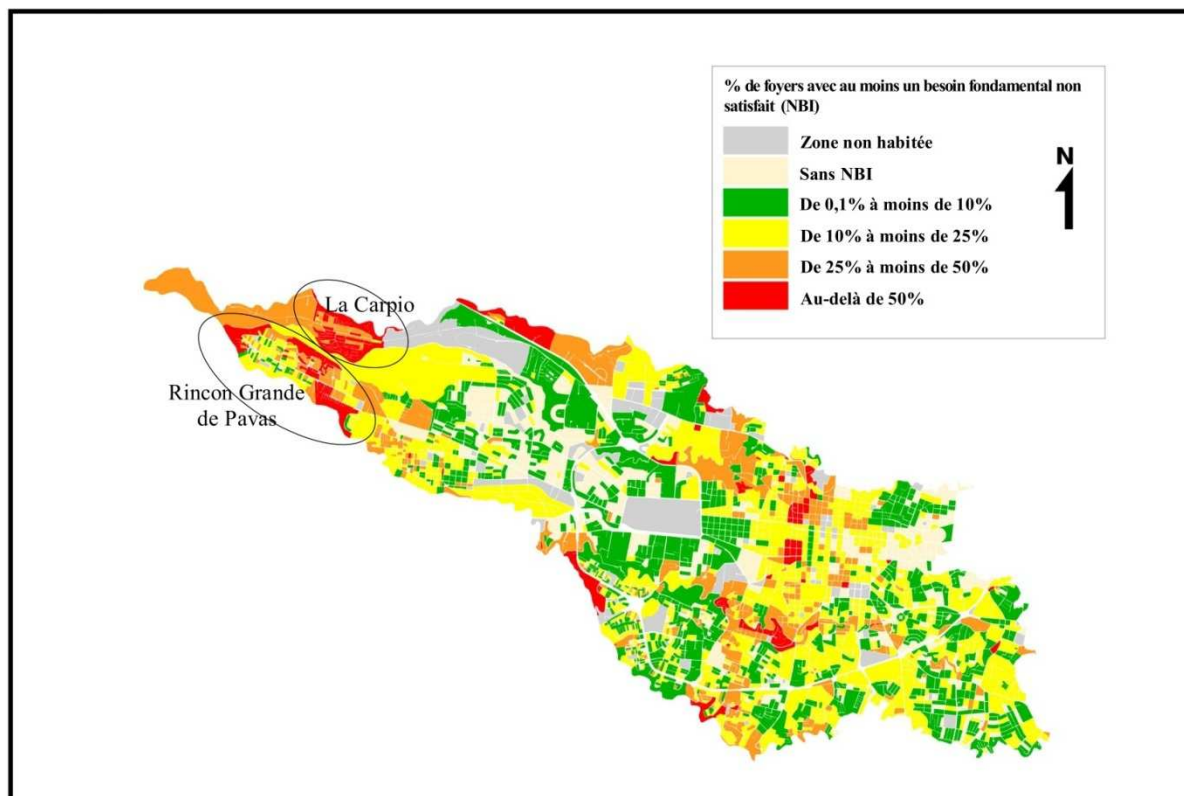 % de foyers avec au moins un besoin fondamental non
satisfait (NBI)
Zone non habitée
Sans NBI
De 0,1% à moins de 10%
De 10% à moins de 25%
De 25% à moins de 50%
Au-delà de 50%
N
La Carpio
Rincon Grande
de Pavas